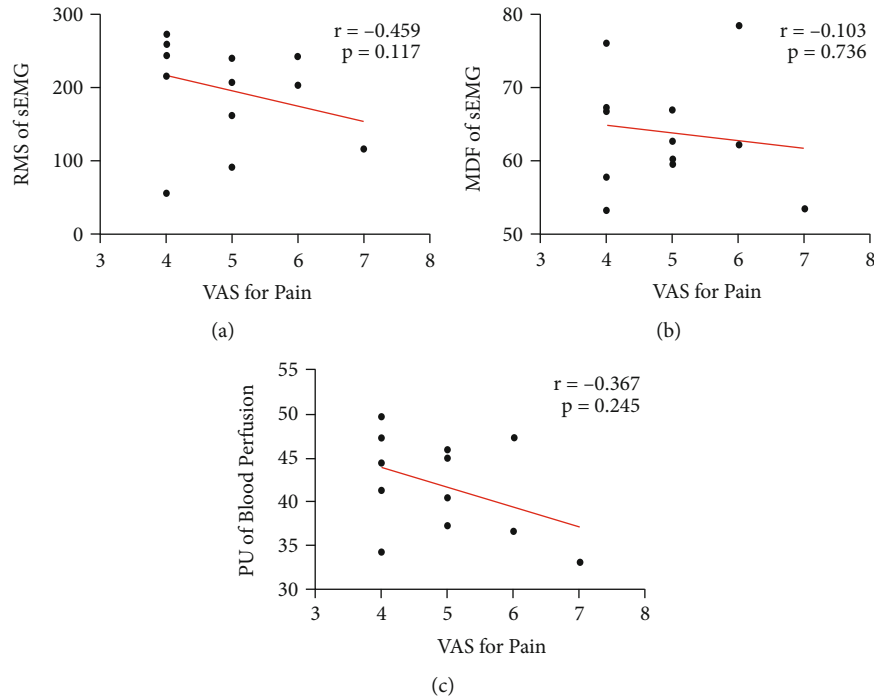 300
200
100
0
3
4
5
6
7
8
RMS of sEMG
VAS for Pain
r = –0.459
p = 0.117
(a)
80
70
60
50
3
4
5
6
7
8
MDF of sEMG
VAS for Pain
r = –0.103
p = 0.736
(b)
55
50
45
40
35
30
3
4
5
6
7
8
PU of Blood Perfusion
VAS for Pain
r = –0.367
p = 0.245
(c)